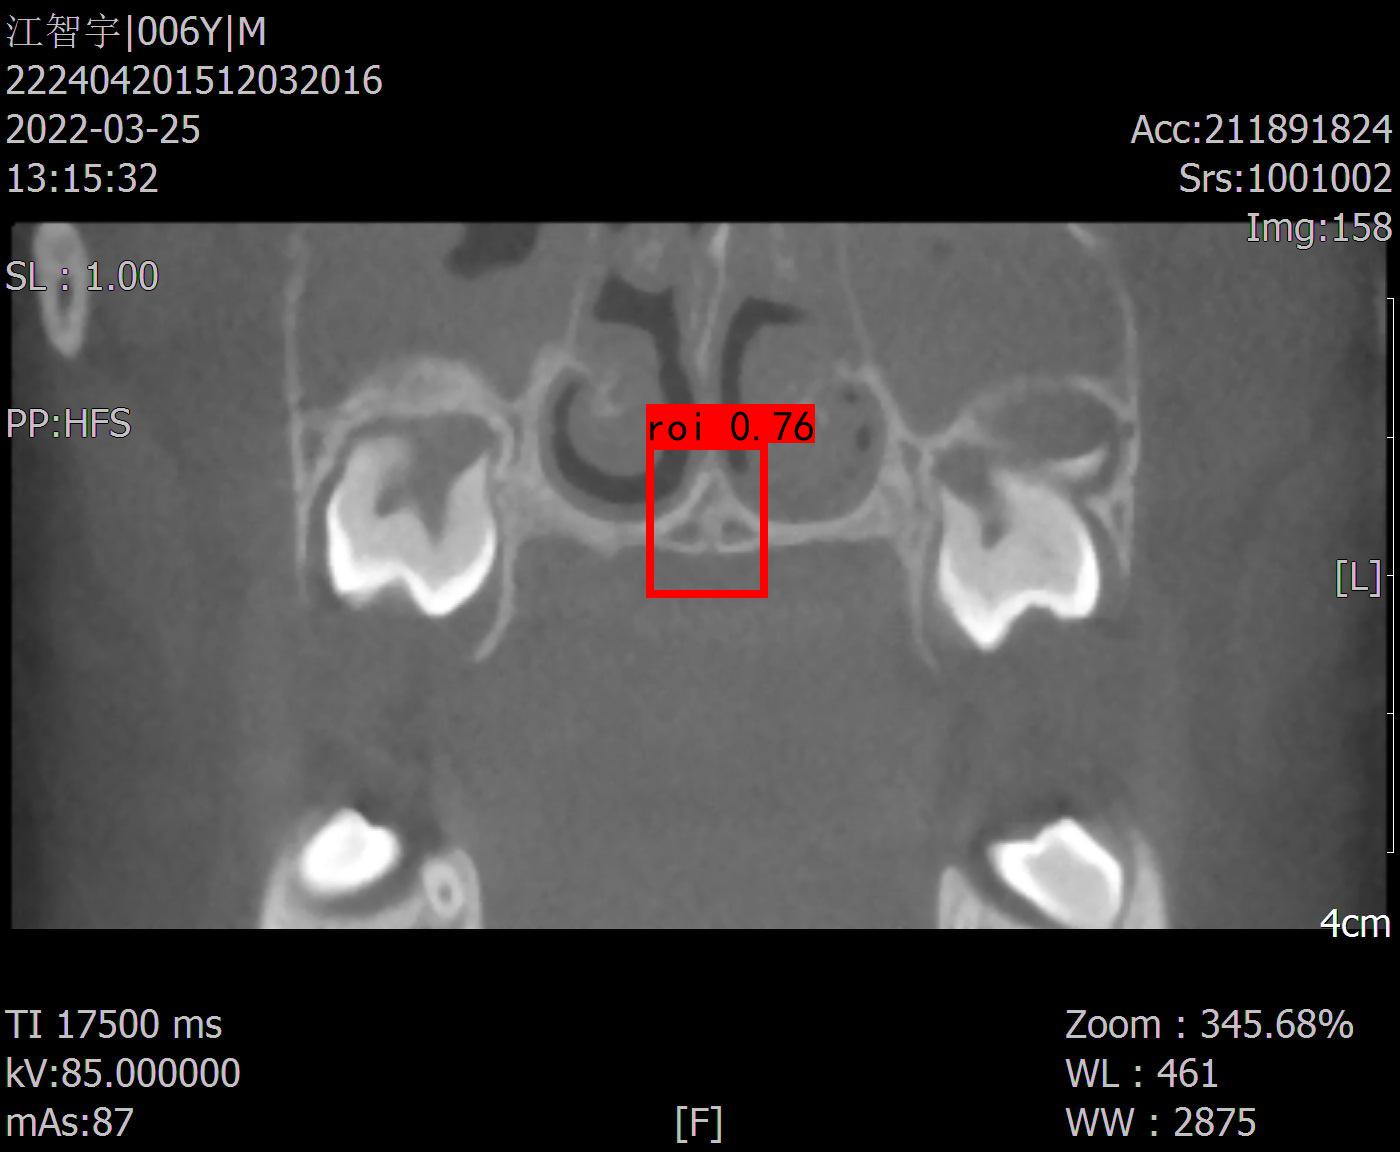 江智宇|006Y|M
222404201512032016
2022-03-25
13:15:32
Acc:211891824
Srs:1001002
Img:158
SL : 1.00
PP:HFS
roi 0.76
[L]
4cm
TI 17500 ms
kV:85.000000
mAs:87
[F]
Zoom : 345.68%
WL : 461
WW : 2875